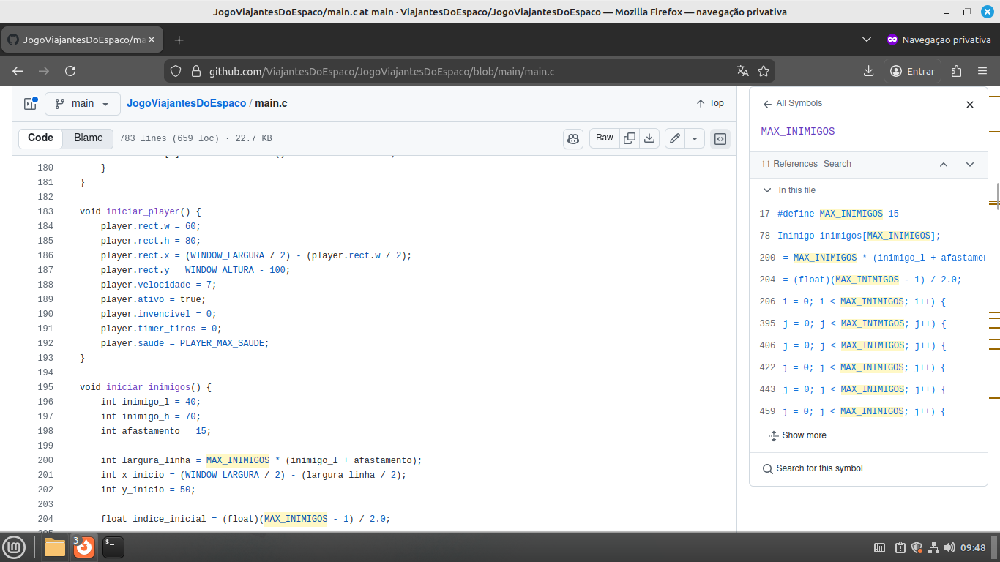 JogoViajantesDoEspaco/main.c at main · ViajantesDoEspaco/JogoViajantesDoEspaco — Mozilla Firefox — navegação privativa
JogoViajantesDoEspaco/ma
Navegação privativa
github.com/ViajantesDoEspaco/JogoViajantesDoEspaco/blob/main/main.c
Entrar
main
JogoViajantesDoEspaco / main.c
Top
Code Blame 783 lines (659 loc) · 22.7 KB
Raw
180 }
181 }
182
183 void iniciar_player() {
184 player.rect.w = 60;
185 player.rect.h = 80;
186 player.rect.x = (WINDOW_LARGURA / 2) - (player.rect.w / 2);
187 player.rect.y = WINDOW_ALTURA - 100;
188 player.velocidade = 7;
189 player.ativo = true;
190 player.invencivel = 0;
191 player.timer_tiros = 0;
192 player.saude = PLAYER_MAX_SAUDE;
193 }
194
195 void iniciar_inimigos() {
196 int inimigo_l = 40;
197 int inimigo_h = 70;
198 int afastamento = 15;
199
200 int largura_linha = MAX_INIMIGOS * (inimigo_l + afastamento);
201 int x_inicio = (WINDOW_LARGURA / 2) - (largura_linha / 2);
202 int y_inicio = 50;
203
204 float indice_inicial = (float)(MAX_INIMIGOS - 1) / 2.0;
All Symbols
MAX_INIMIGOS
11 References Search
In this file
17 #define MAX_INIMIGOS 15
78 Inimigo inimigos[MAX_INIMIGOS];
200 = MAX_INIMIGOS * (inimigo_l + afastamen
204 = (float)(MAX_INIMIGOS - 1) / 2.0;
206 i = 0; i < MAX_INIMIGOS; i++) {
395 j = 0; j < MAX_INIMIGOS; j++) {
406 j = 0; j < MAX_INIMIGOS; j++) {
422 j = 0; j < MAX_INIMIGOS; j++) {
443 j = 0; j < MAX_INIMIGOS; j++) {
459 j = 0; j < MAX_INIMIGOS; j++) {
Show more
Search for this symbol
3
$_
09:48